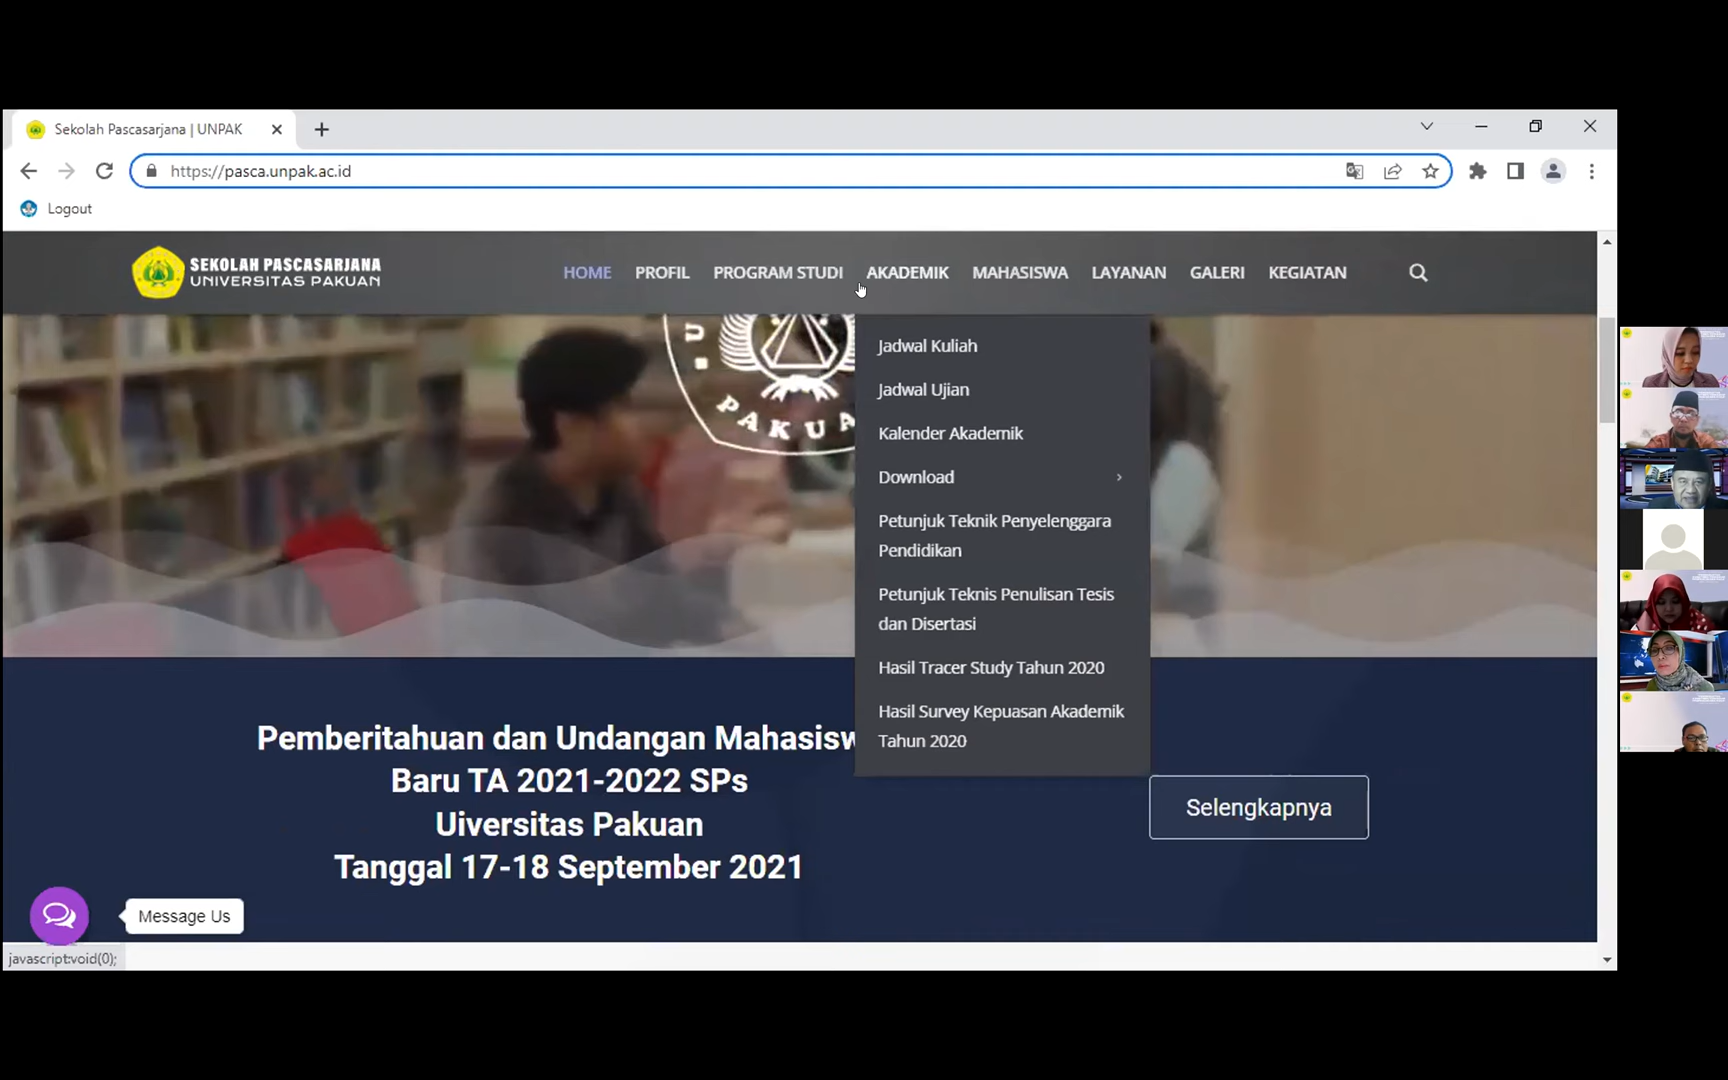 Sekolah Pascasarjana | UNPAK
https://pasca.unpak.ac.id
Logout
SEKOLAH PASCASARJANA
UNIVERSITAS PAKUAN
HOME PROFIL PROGRAM STUDI AKADEMIK MAHASISWA LAYANAN GALERI KEGIATAN
PAKUA
Jadwal Kuliah
Jadwal Ujian
Kalender Akademik
Download
Petunjuk Teknik Penyelenggara
Pendidikan
Petunjuk Teknis Penulisan Tesis
dan Disertasi
Hasil Tracer Study Tahun 2020
Hasil Survey Kepuasan Akademik
Tahun 2020
Pemberitahuan dan Undangan Mahasisw
Baru TA 2021-2022 SPs
Uiversitas Pakuan
Tanggal 17-18 September 2021
Selengkapnya
Message Us
javascript:void(0);